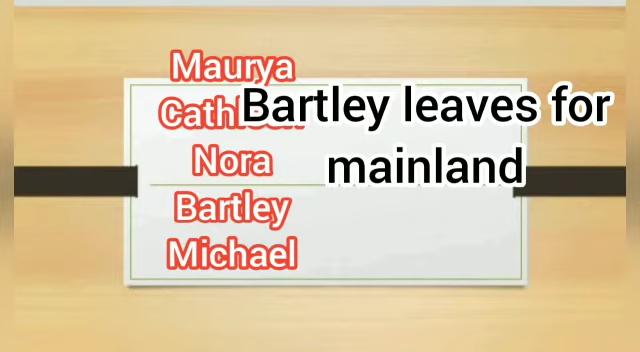 Maurya
Bartley leaves for
mainland
Nora
Bartley
Michael